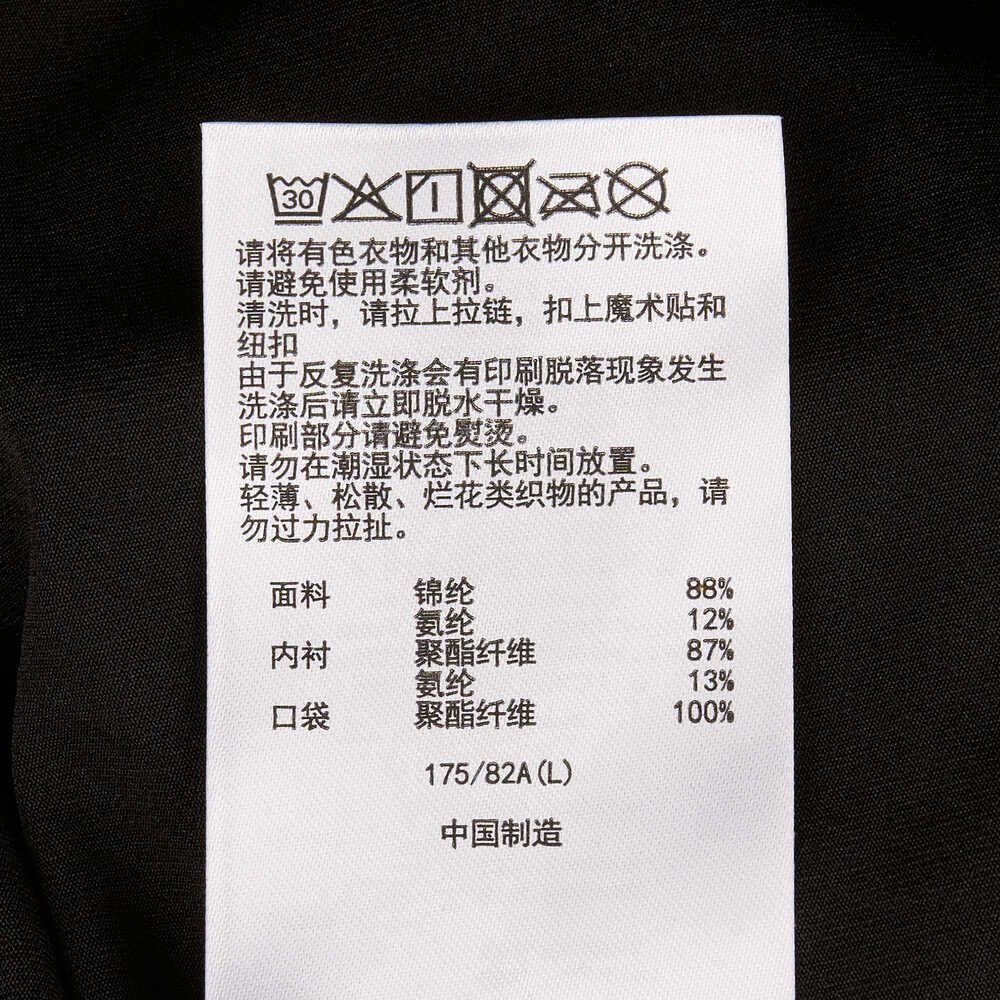 30
请将有色衣物和其他衣物分开洗涤。
请避免使用柔软剂。
清洗时，请拉上拉链，扣上魔术贴和
纽扣
由于反复洗涤会有印刷脱落现象发生
洗涤后请立即脱水干燥。
印刷部分请避免熨烫。
请勿在潮湿状态下长时间放置。
轻薄、松散、烂花类织物的产品，请
勿过力拉扯。
面料 锦纶 88%
氨纶 12%
内衬 聚酯纤维 87%
氨纶 13%
口袋 聚酯纤维 100%
175/82A(L)
中国制造